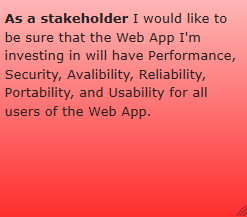 As a stakeholder I would like to
be sure that the Web App I'm
investing in will have Performance,
Security, Avalibility, Reliability,
Portability, and Usability for all
users of the Web App.